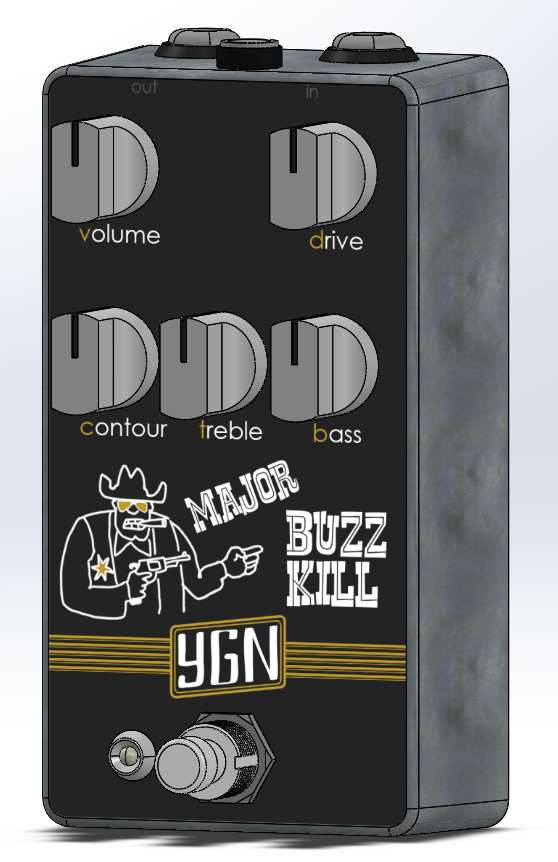 out in
volume drive
contour treble bass
MAJOR
BUZZ
KILL
YGN